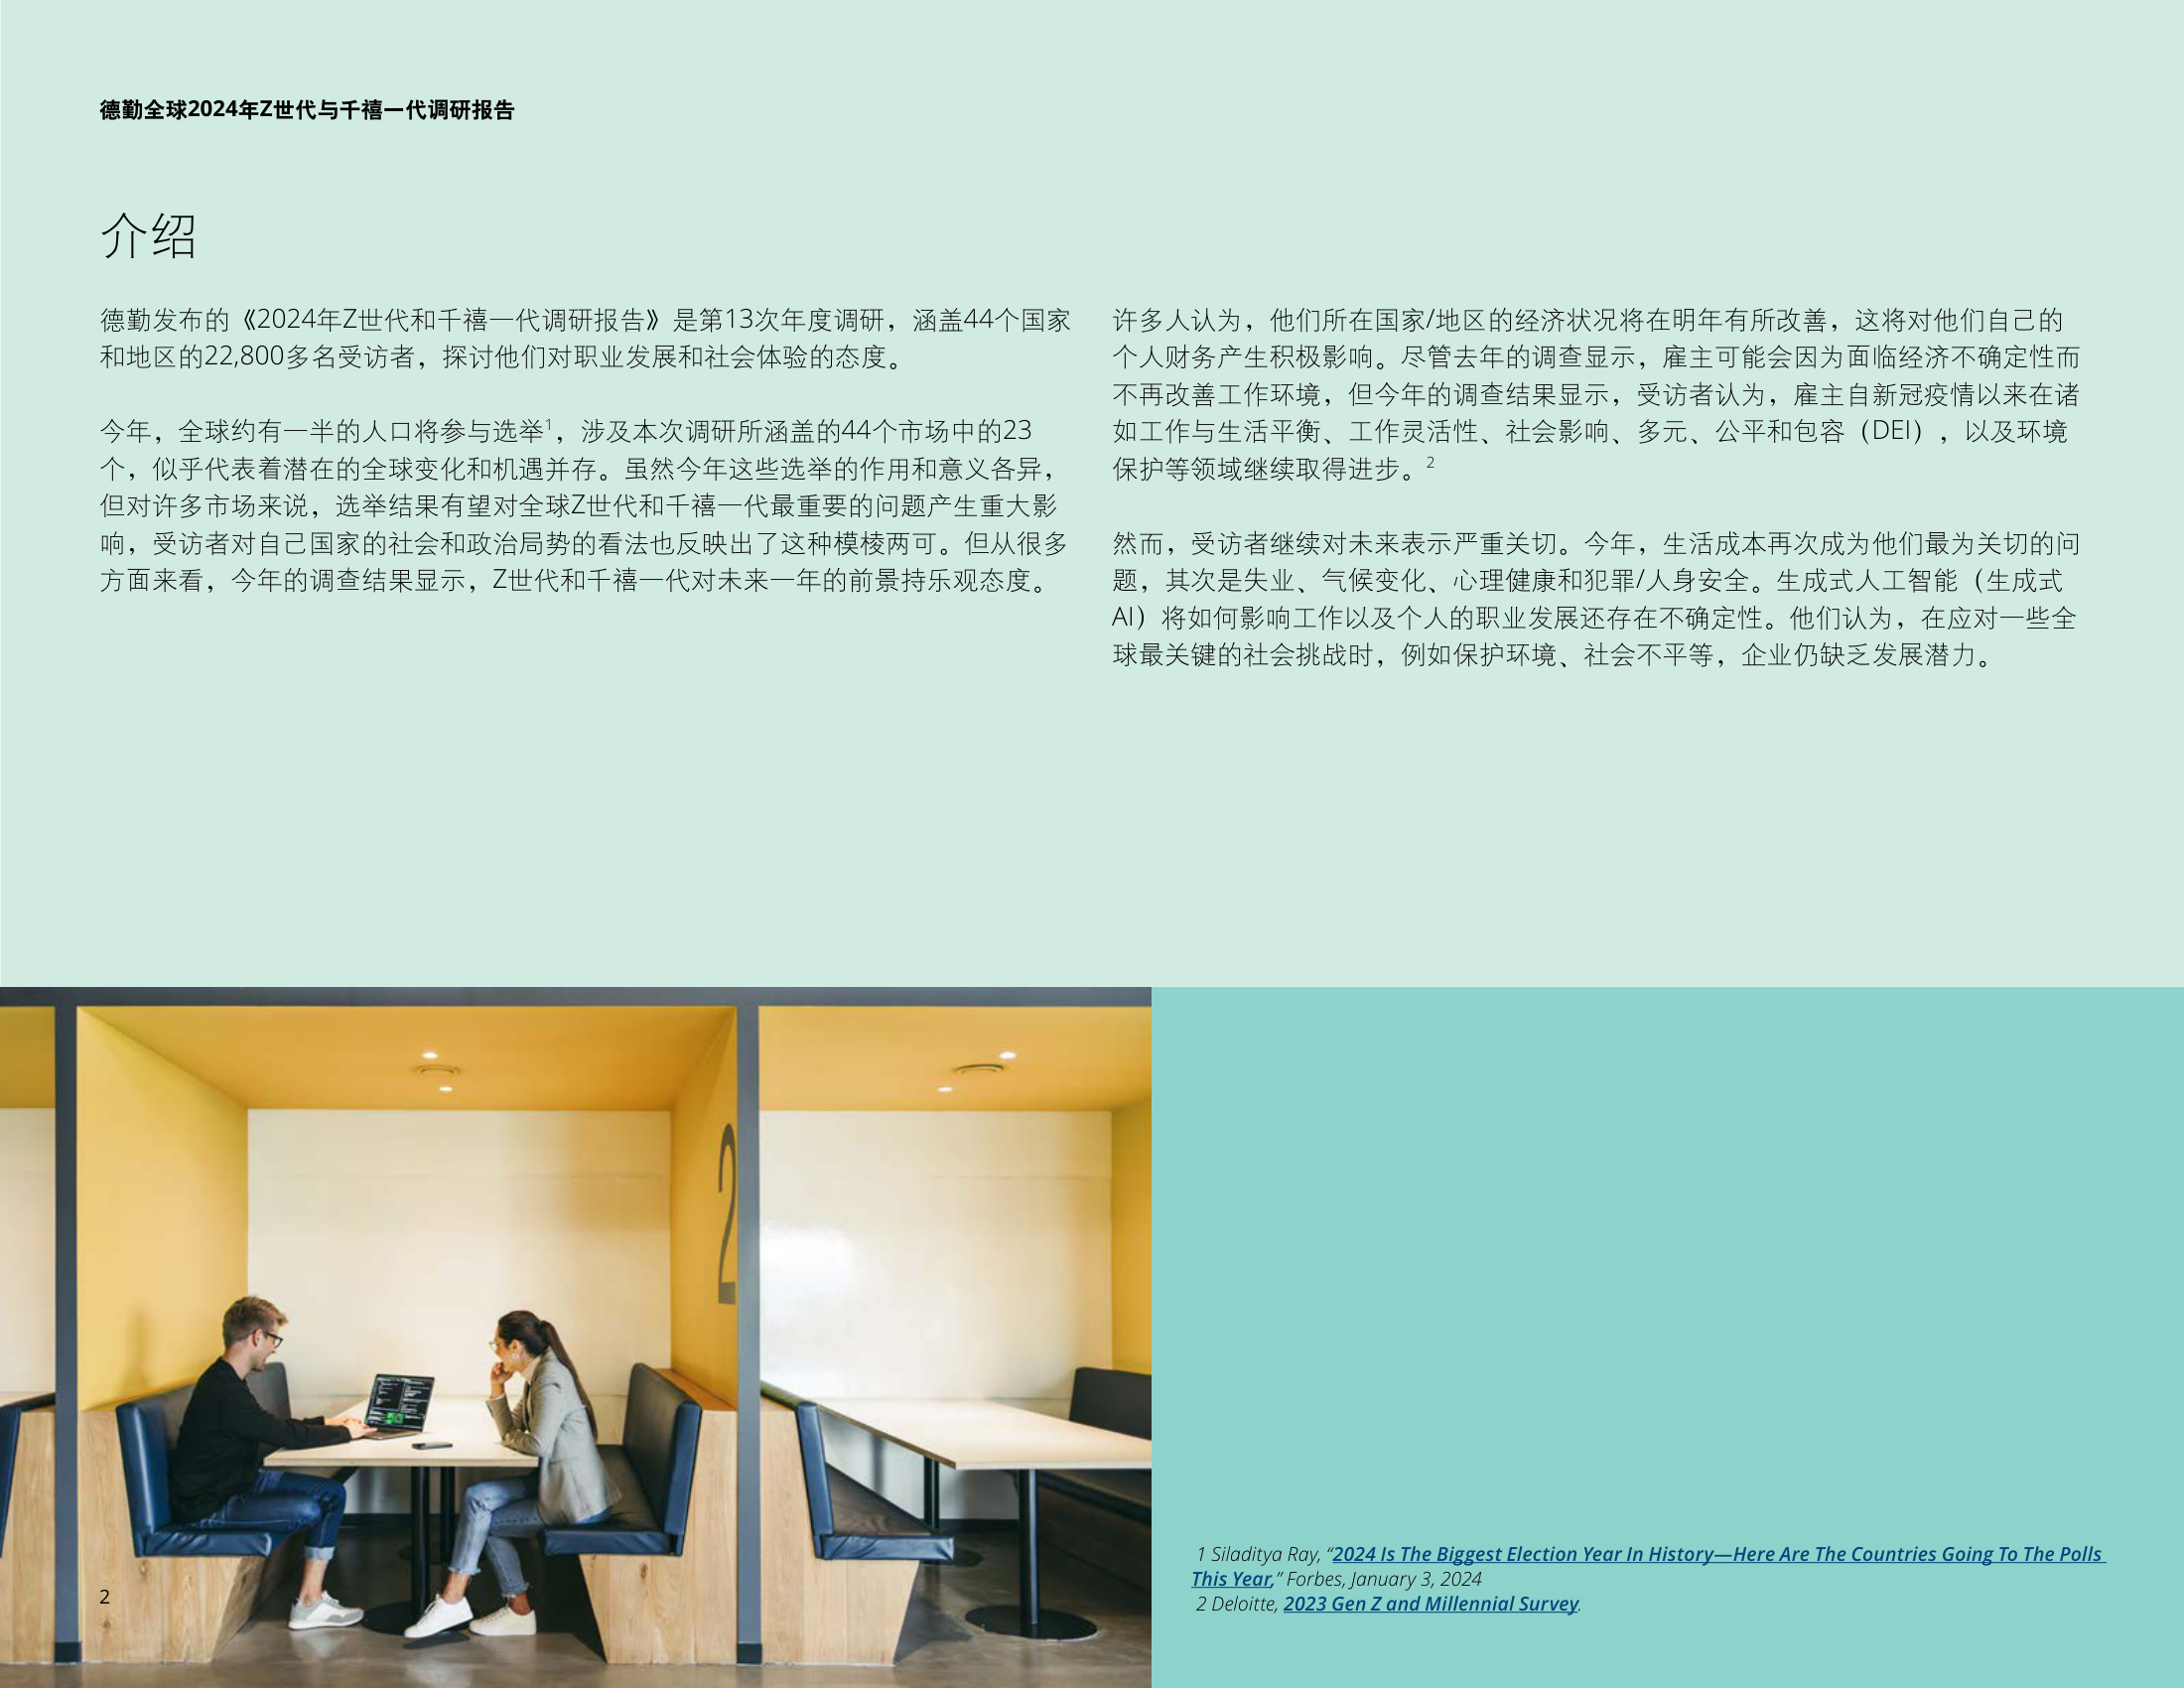 德勤全球2024年Z世代与千禧一代调研报告
介绍
德勤发布的《2024年Z世代和千禧一代调研报告》是第13次年度调研，涵盖44个国家
和地区的22,800多名受访者，探讨他们对职业发展和社会体验的态度。
今年，全球约有一半的人口将参与选举1，涉及本次调研所涵盖的44个市场中的23
个，似乎代表着潜在的全球变化和机遇并存。虽然今年这些选举的作用和意义各异，
但对许多市场来说，选举结果有望对全球Z世代和千禧一代最重要的问题产生重大影
响，受访者对自己国家的社会和政治局势的看法也反映出了这种模棱两可。但从很多
方面来看，今年的调查结果显示，Z世代和千禧一代对未来一年的前景持乐观态度。
许多人认为，他们所在国家/地区的经济状况将在明年有所改善，这将对他们自己的
个人财务产生积极影响。尽管去年的调查显示，雇主可能会因为面临经济不确定性而
不再改善工作环境，但今年的调查结果显示，受访者认为，雇主自新冠疫情以来在诸
如工作与生活平衡、工作灵活性、社会影响、多元、公平和包容（DEI），以及环境
保护等领域继续取得进步。2
然而，受访者继续对未来表示严重关切。今年，生活成本再次成为他们最为关切的问
题，其次是失业、气候变化、心理健康和犯罪/人身安全。生成式人工智能（生成式
AI）将如何影响工作以及个人的职业发展还存在不确定性。他们认为，在应对一些全
球最关键的社会挑战时，例如保护环境、社会不平等，企业仍缺乏发展潜力。
2
1 Siladitya Ray, “2024 Is The Biggest Election Year In History—Here Are The Countries Going To The Polls
This Year,” Forbes, January 3, 2024
2 Deloitte, 2023 Gen Z and Millennial Survey.
2